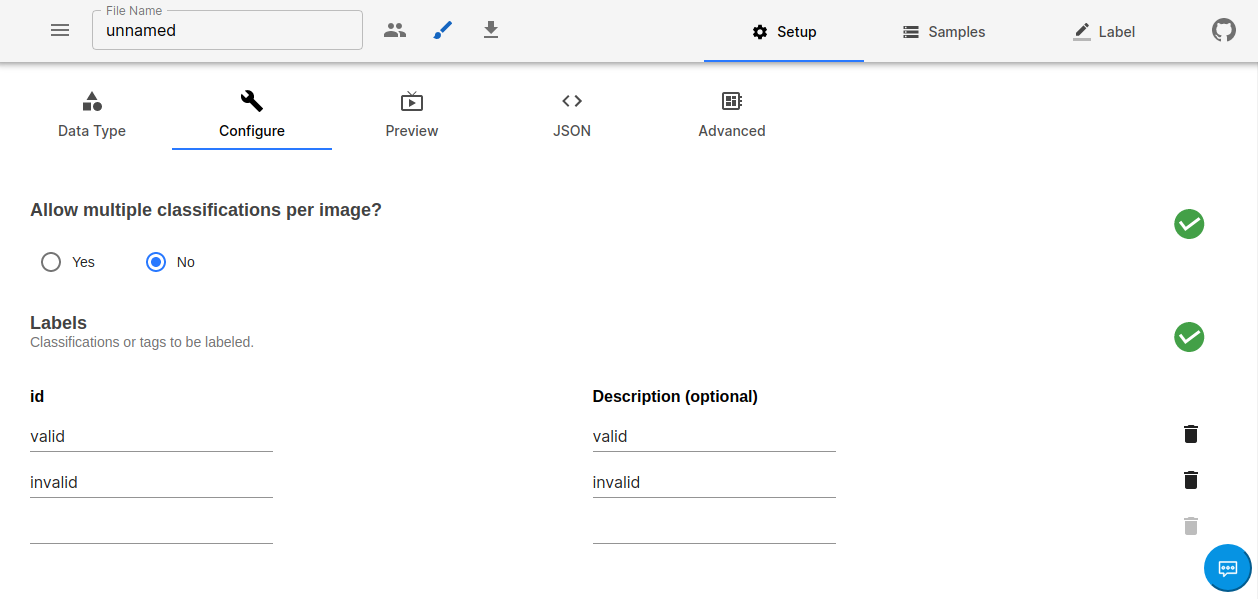 File Name
unnamed
Setup
Samples
Label
Data Type
Configure
Preview
JSON
Advanced
Allow multiple classifications per image?
Yes
No
Labels
Classifications or tags to be labeled.
id
Description (optional)
valid
valid
invalid
invalid